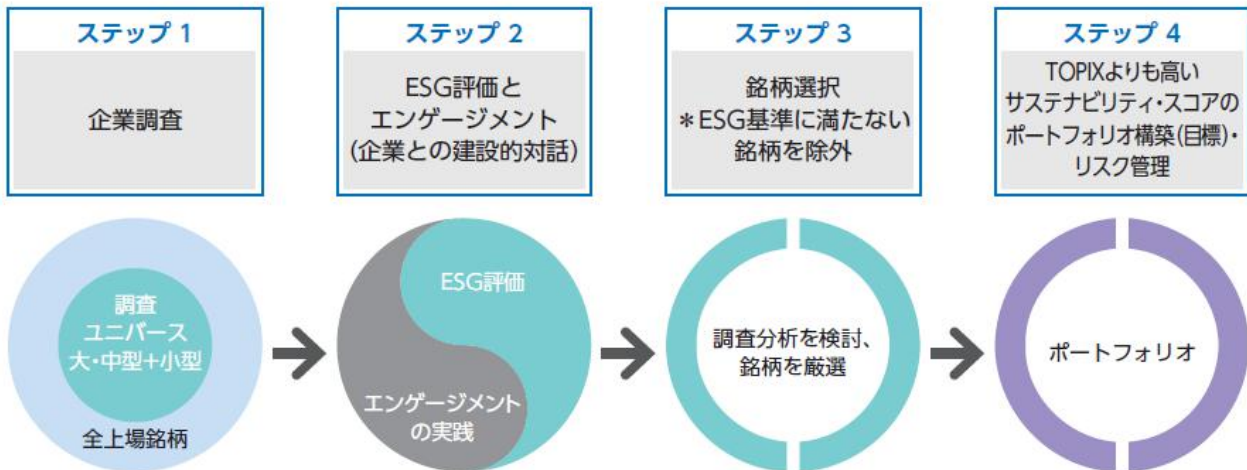 ステップ 1
企業調査
ステップ 2
ESG評価と
エンゲージメント
(企業との建設的対話)
ステップ 3
銘柄選択
*ESG基準に満たない
銘柄を除外
ステップ 4
TOPIXよりも高い
サステナビリティ・スコアの
ポートフォリオ構築(目標)・
リスク管理
調査
ユニバース
大・中型+小型
全上場銘柄
ESG評価
エンゲージメント
の実践
調査分析を検討、
銘柄を厳選
ポートフォリオ